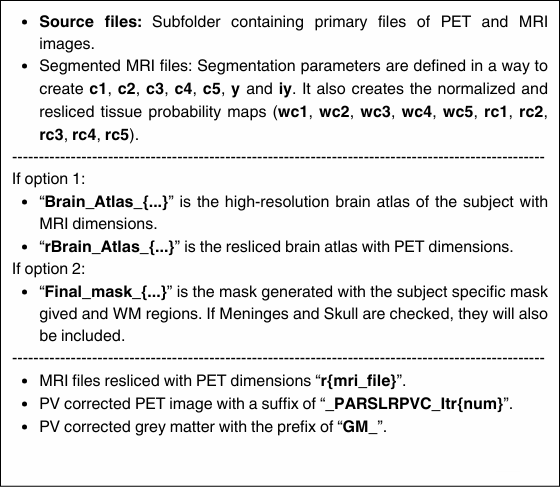 • Source files: Subfolder containing primary files of PET and MRI
images.
• Segmented MRI files: Segmentation parameters are defined in a way to
create c1, c2, c3, c4, c5, y and iy. It also creates the normalized and
resliced tissue probability maps (wc1, wc2, wc3, wc4, wc5, rc1, rc2,
rc3, rc4, rc5).
----------------------------------------------------------------------------------------------------
If option 1:
• “Brain_Atlas_{...}” is the high-resolution brain atlas of the subject with
MRI dimensions.
• “rBrain_Atlas_{...}” is the resliced brain atlas with PET dimensions.
If option 2:
• “Final_mask_{...}” is the mask generated with the subject specific mask
gived and WM regions. If Meninges and Skull are checked, they will also
be included.
----------------------------------------------------------------------------------------------------
• MRI files resliced with PET dimensions “r{mri_file}”.
• PV corrected PET image with a suffix of “_PARSLRPVC_Itr{num}”.
• PV corrected grey matter with the prefix of “GM_”.